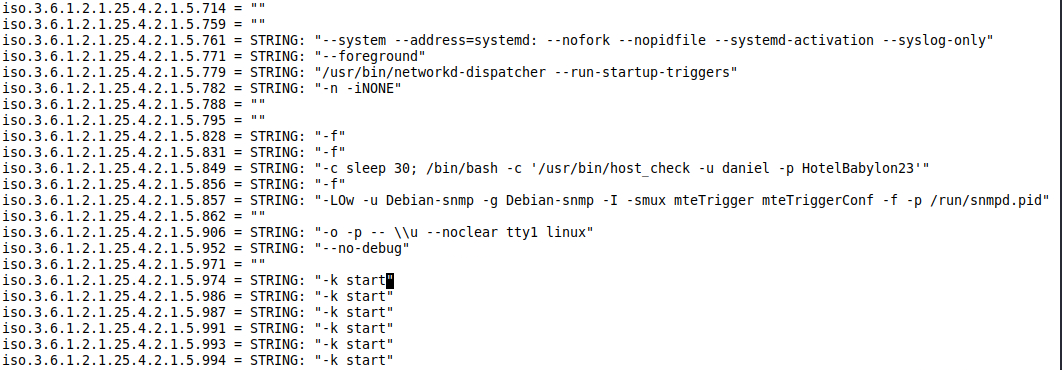 iso.3.6.1.2.1.25.4.2.1.5.714 = ""
iso.3.6.1.2.1.25.4.2.1.5.759 = ""
iso.3.6.1.2.1.25.4.2.1.5.761 = STRING: "--system --address=systemd: --nofork --nopidfile --systemd-activation --syslog-only"
iso.3.6.1.2.1.25.4.2.1.5.771 = STRING: "--foreground"
iso.3.6.1.2.1.25.4.2.1.5.779 = STRING: "/usr/bin/networkd-dispatcher --run-startup-triggers"
iso.3.6.1.2.1.25.4.2.1.5.782 = STRING: "-n -iNONE"
iso.3.6.1.2.1.25.4.2.1.5.788 = ""
iso.3.6.1.2.1.25.4.2.1.5.795 = ""
iso.3.6.1.2.1.25.4.2.1.5.828 = STRING: "-f"
iso.3.6.1.2.1.25.4.2.1.5.831 = STRING: "-f"
iso.3.6.1.2.1.25.4.2.1.5.849 = STRING: "-c sleep 30; /bin/bash -c '/usr/bin/host_check -u daniel -p HotelBabylon23'"
iso.3.6.1.2.1.25.4.2.1.5.856 = STRING: "-f"
iso.3.6.1.2.1.25.4.2.1.5.857 = STRING: "-LOw -u Debian-snmp -g Debian-snmp -I -smux mteTrigger mteTriggerConf -f -p /run/snmpd.pid"
iso.3.6.1.2.1.25.4.2.1.5.862 = ""
iso.3.6.1.2.1.25.4.2.1.5.906 = STRING: "-o -p -- \\u --noclear tty1 linux"
iso.3.6.1.2.1.25.4.2.1.5.952 = STRING: "--no-debug"
iso.3.6.1.2.1.25.4.2.1.5.971 = ""
iso.3.6.1.2.1.25.4.2.1.5.974 = STRING: "-k start"
iso.3.6.1.2.1.25.4.2.1.5.986 = STRING: "-k start"
iso.3.6.1.2.1.25.4.2.1.5.987 = STRING: "-k start"
iso.3.6.1.2.1.25.4.2.1.5.991 = STRING: "-k start"
iso.3.6.1.2.1.25.4.2.1.5.993 = STRING: "-k start"
iso.3.6.1.2.1.25.4.2.1.5.994 = STRING: "-k start"